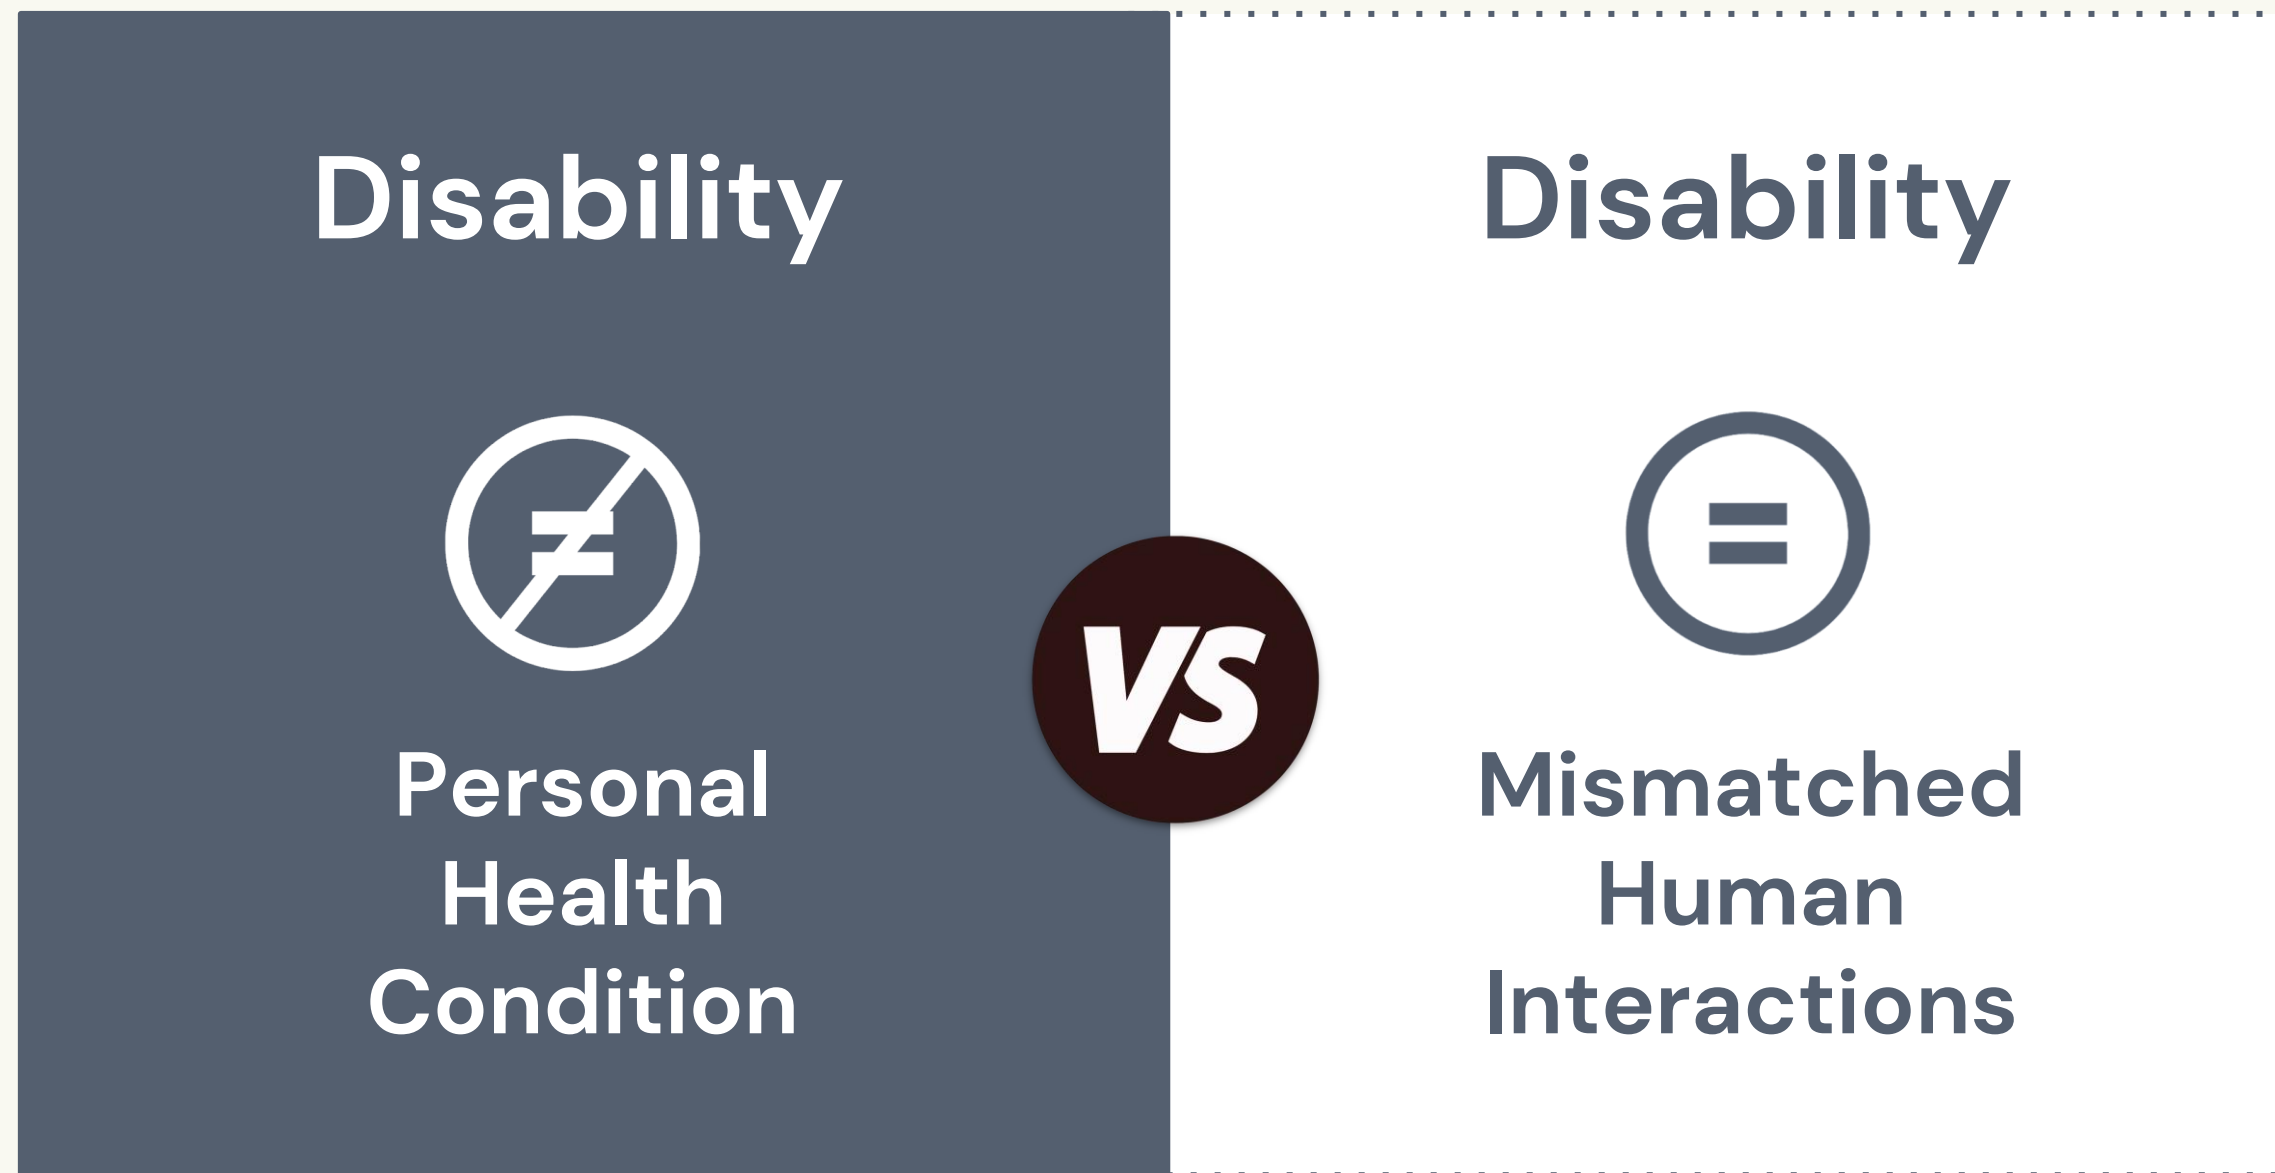 Disability
≠
Personal
Health
Condition
VS
Disability
=
Mismatched
Human
Interactions